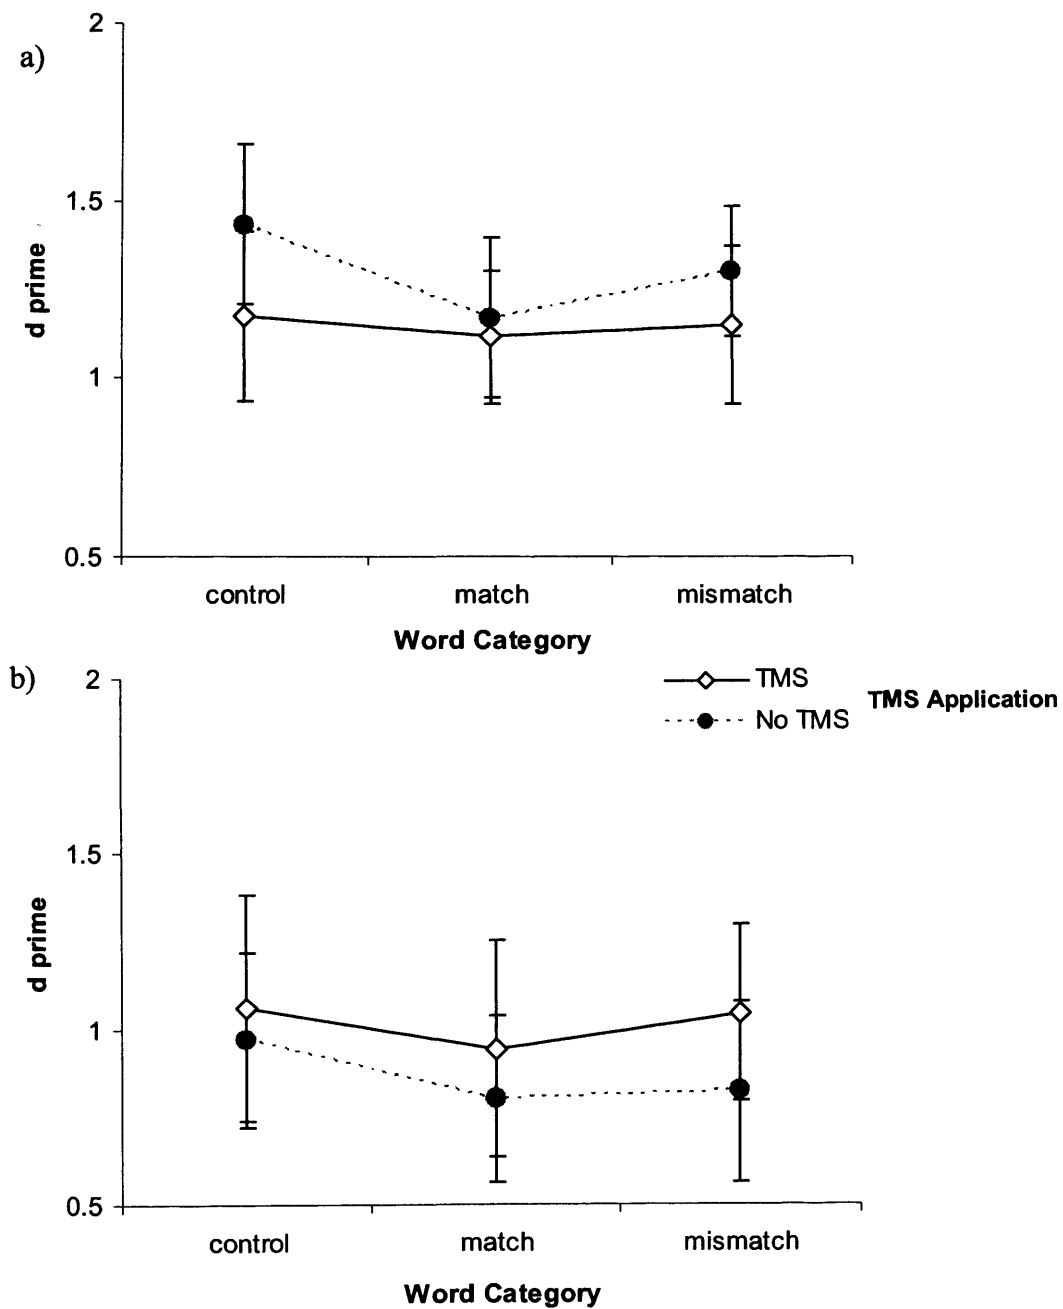 a)
2
1.5
1
0.5
d prime
control match mismatch
Word Category
b)
TMS
No TMS
TMS Application
2
1.5
1
0.5
d prime
control match mismatch
Word Category